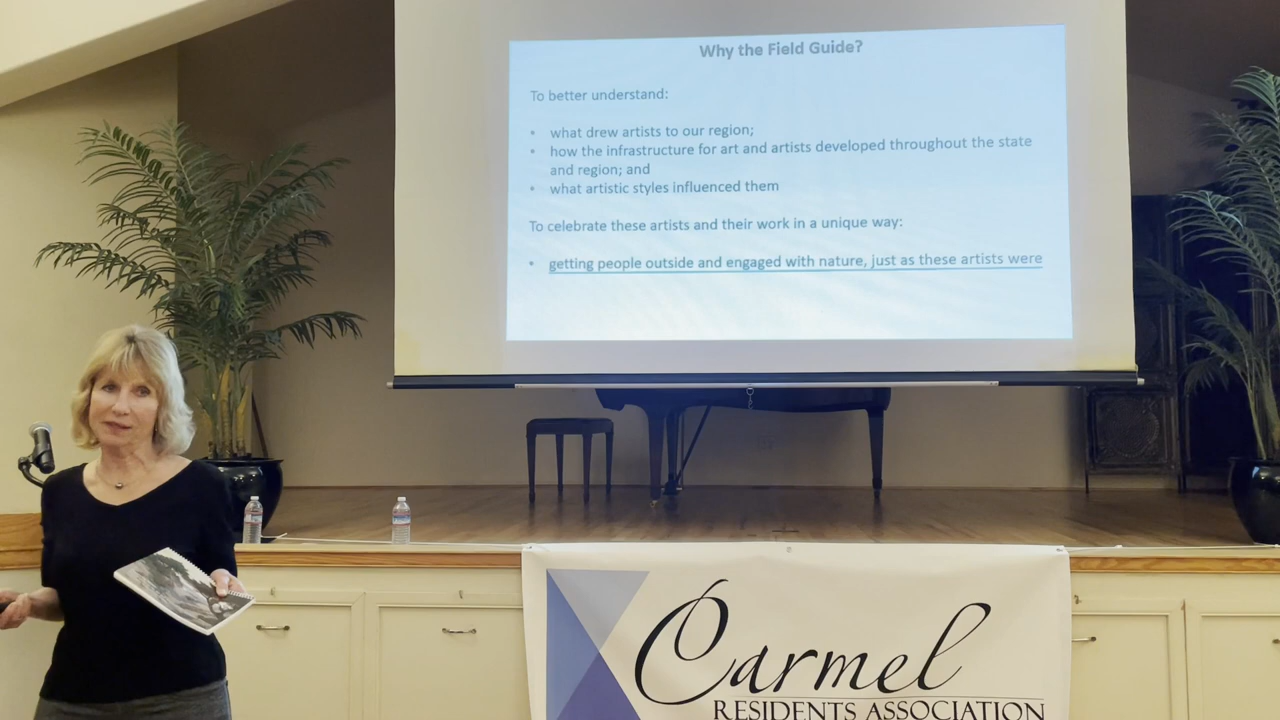 Why the Field Guide?
To better understand:
• what drew artists to our region;
• how the infrastructure for art and artists developed throughout the state
and region; and
• what artistic styles influenced them
To celebrate these artists and their work in a unique way:
• getting people outside and engaged with nature, just as these artists were
Carmel
RESIDENTS ASSOCIATION